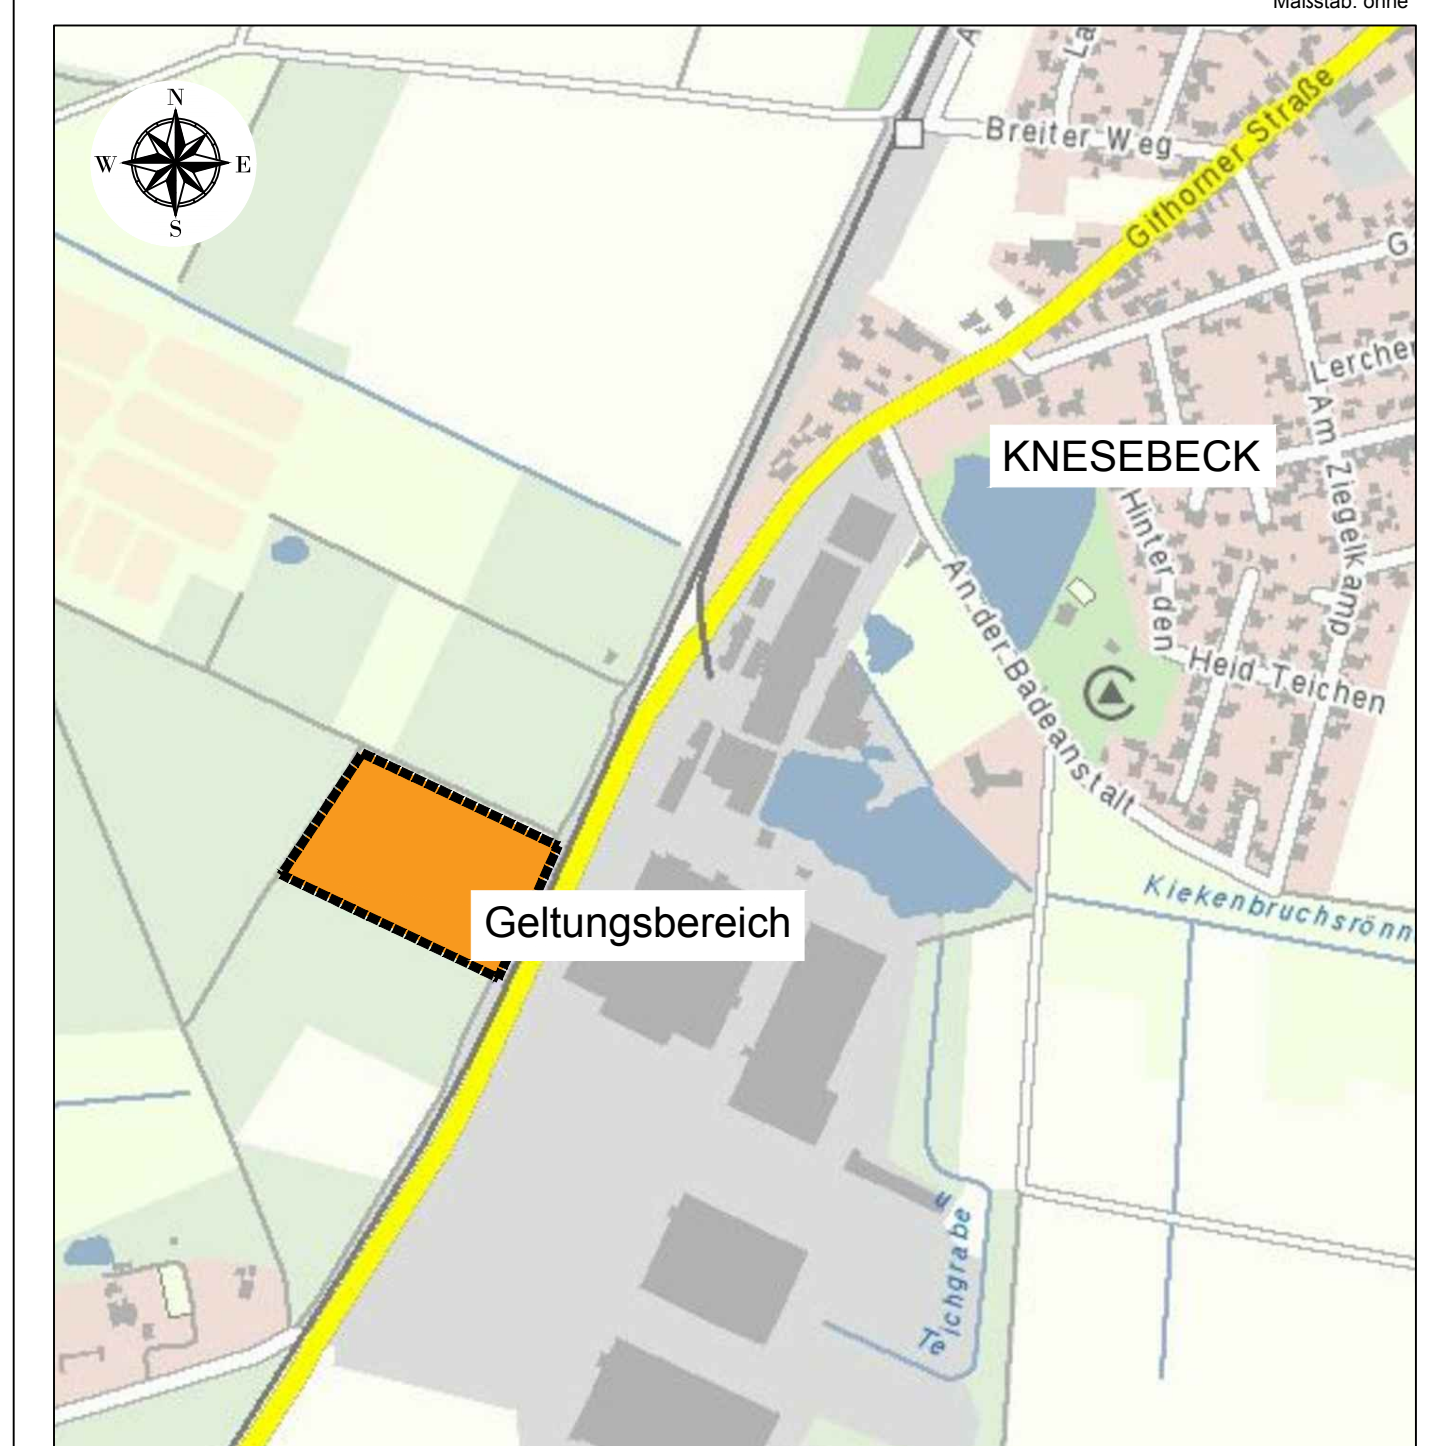 Maßstab: ohne
N
W E
S
Breiter Weg
Gifhorner Straße
KNESEBECK
Lercher
Am Ziegelkamp
Hinter den
Heid-Teichen
An-der-Badeanstalt
Geltungsbereich
Kiekenbruchsrönn
Teichgrabe